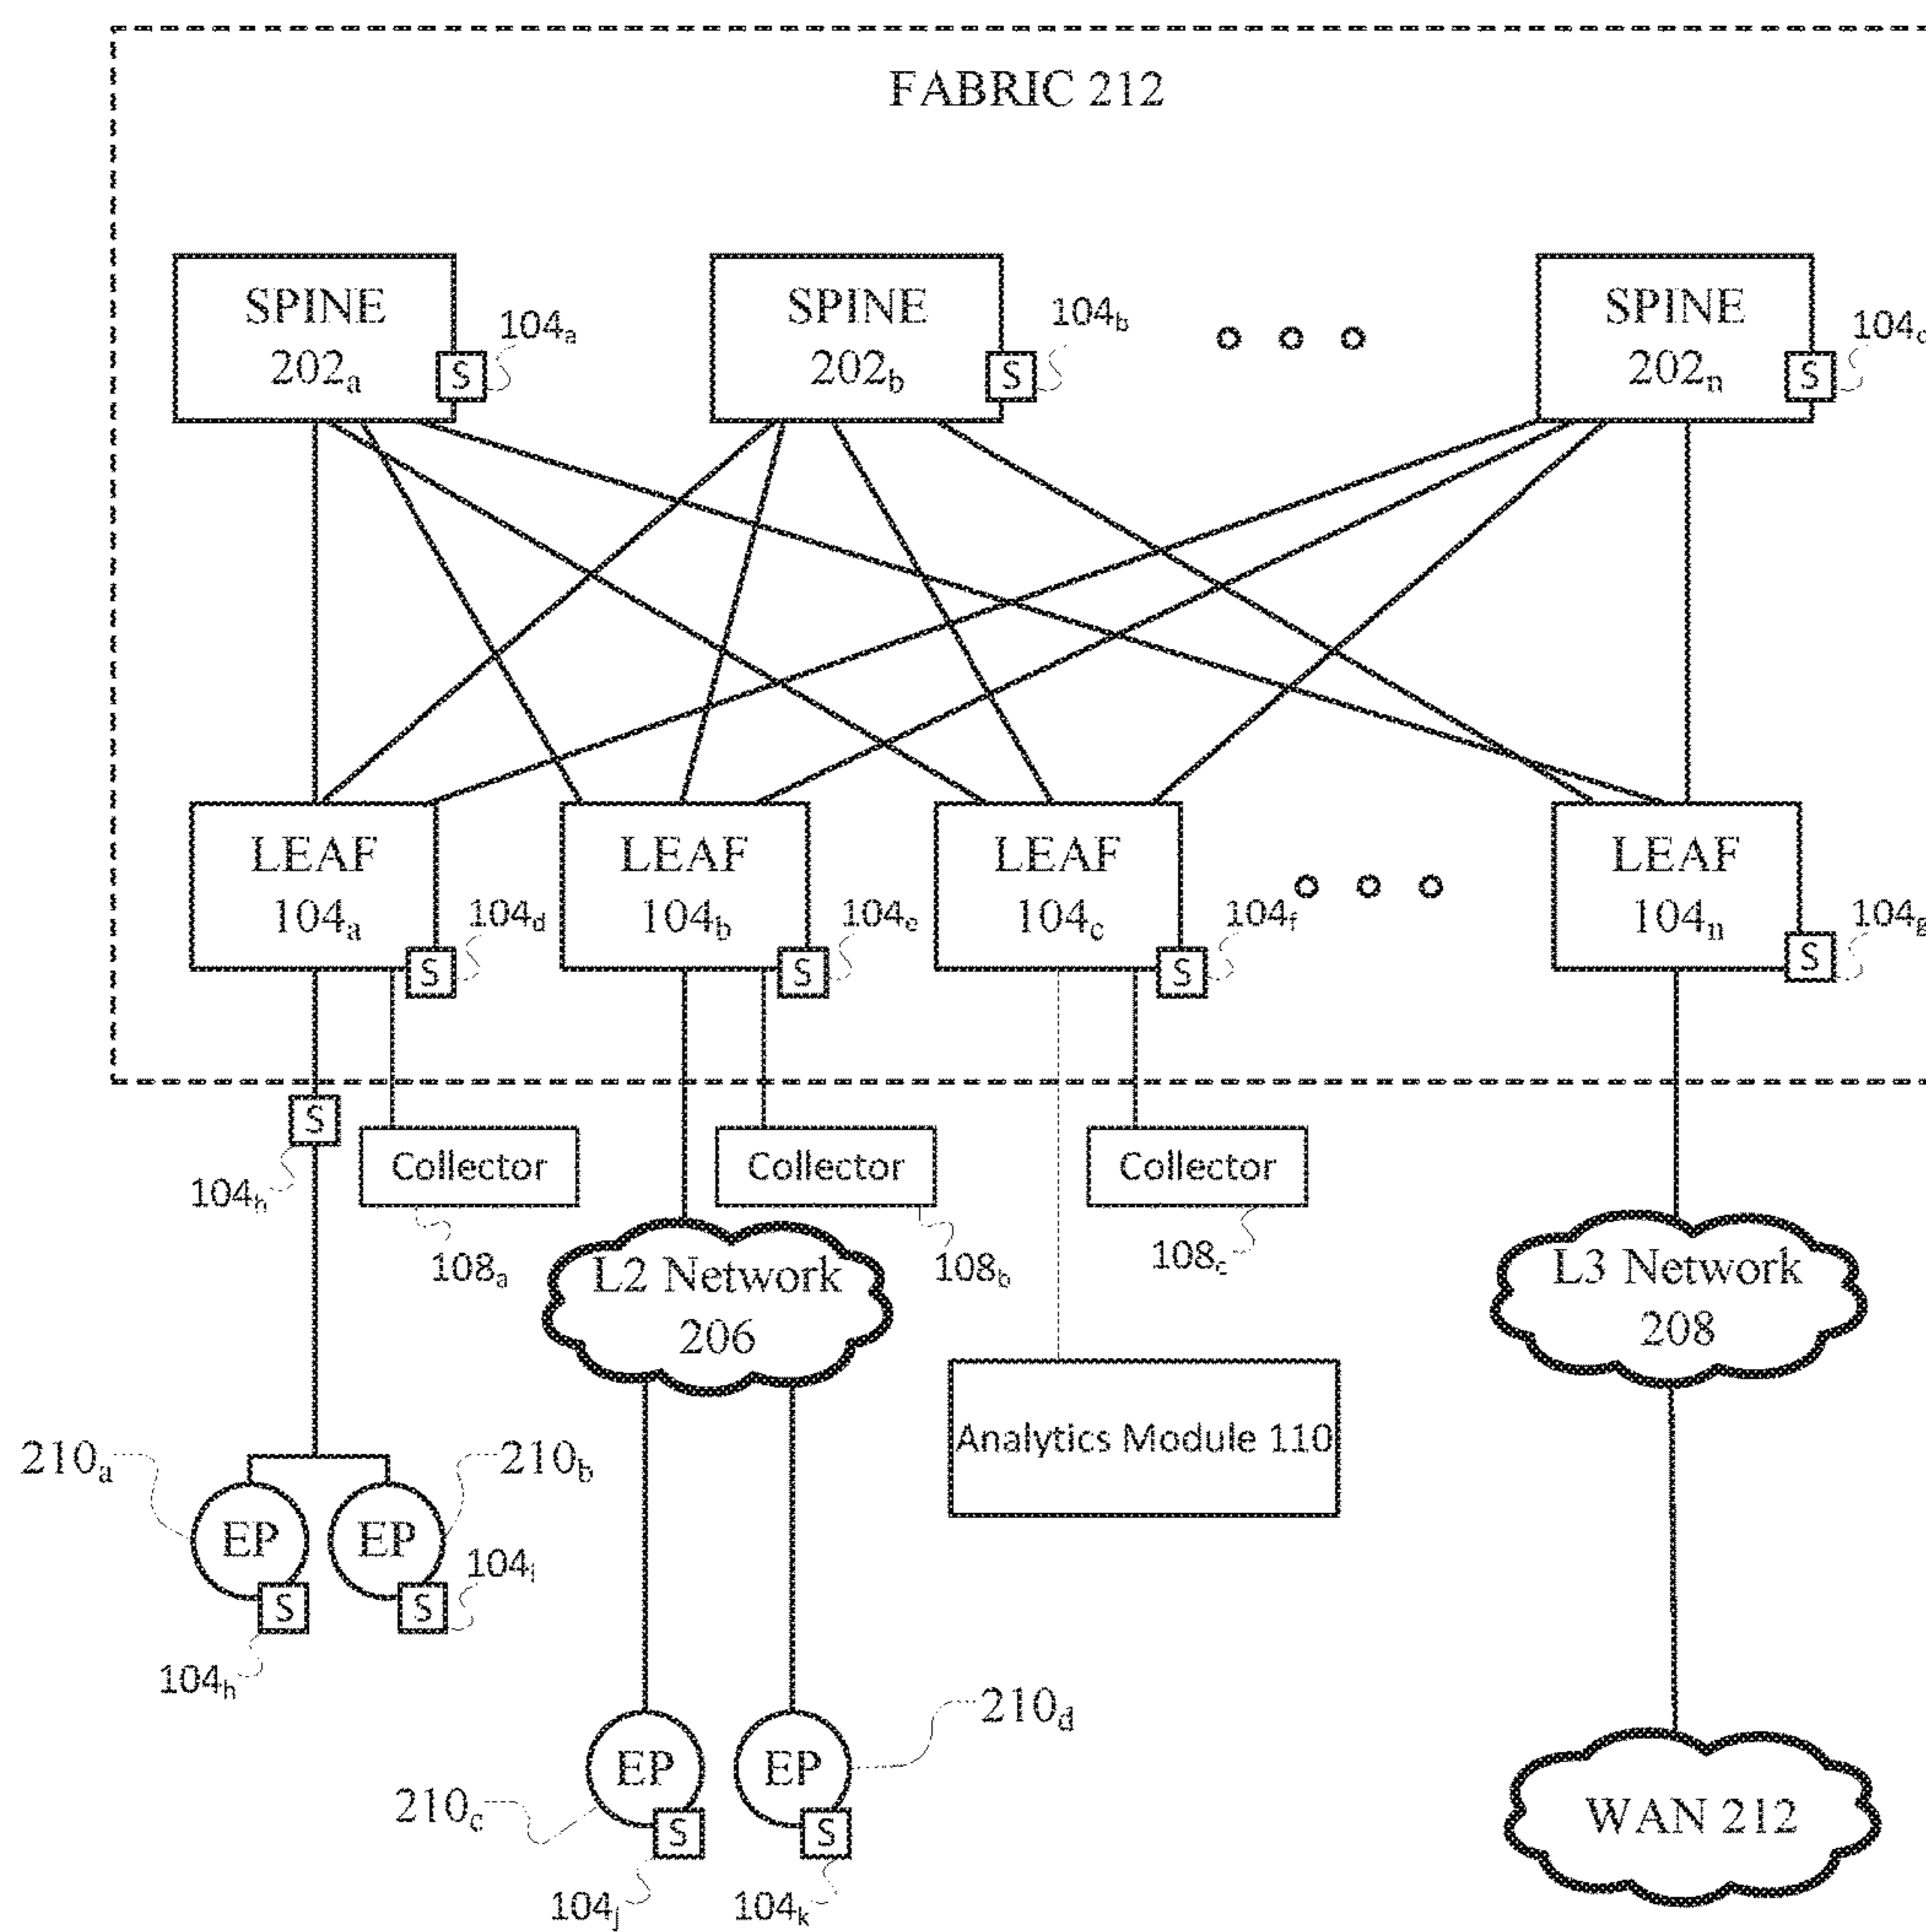 FABRIC 212
SPINE
202a
S
104a
SPINE
202b
S
104b
SPINE
202n
S
104c
LEAF
104a
S
104d
LEAF
104b
S
104e
LEAF
104c
S
104f
LEAF
104n
S
104g
S
104h
Collector
108a
Collector
108b
Collector
108c
L2 Network
206
L3 Network
208
Analytics Module 110
210a
EP
S
104h
210b
EP
S
104i
210c
EP
S
104j
210d
EP
S
104k
WAN 212